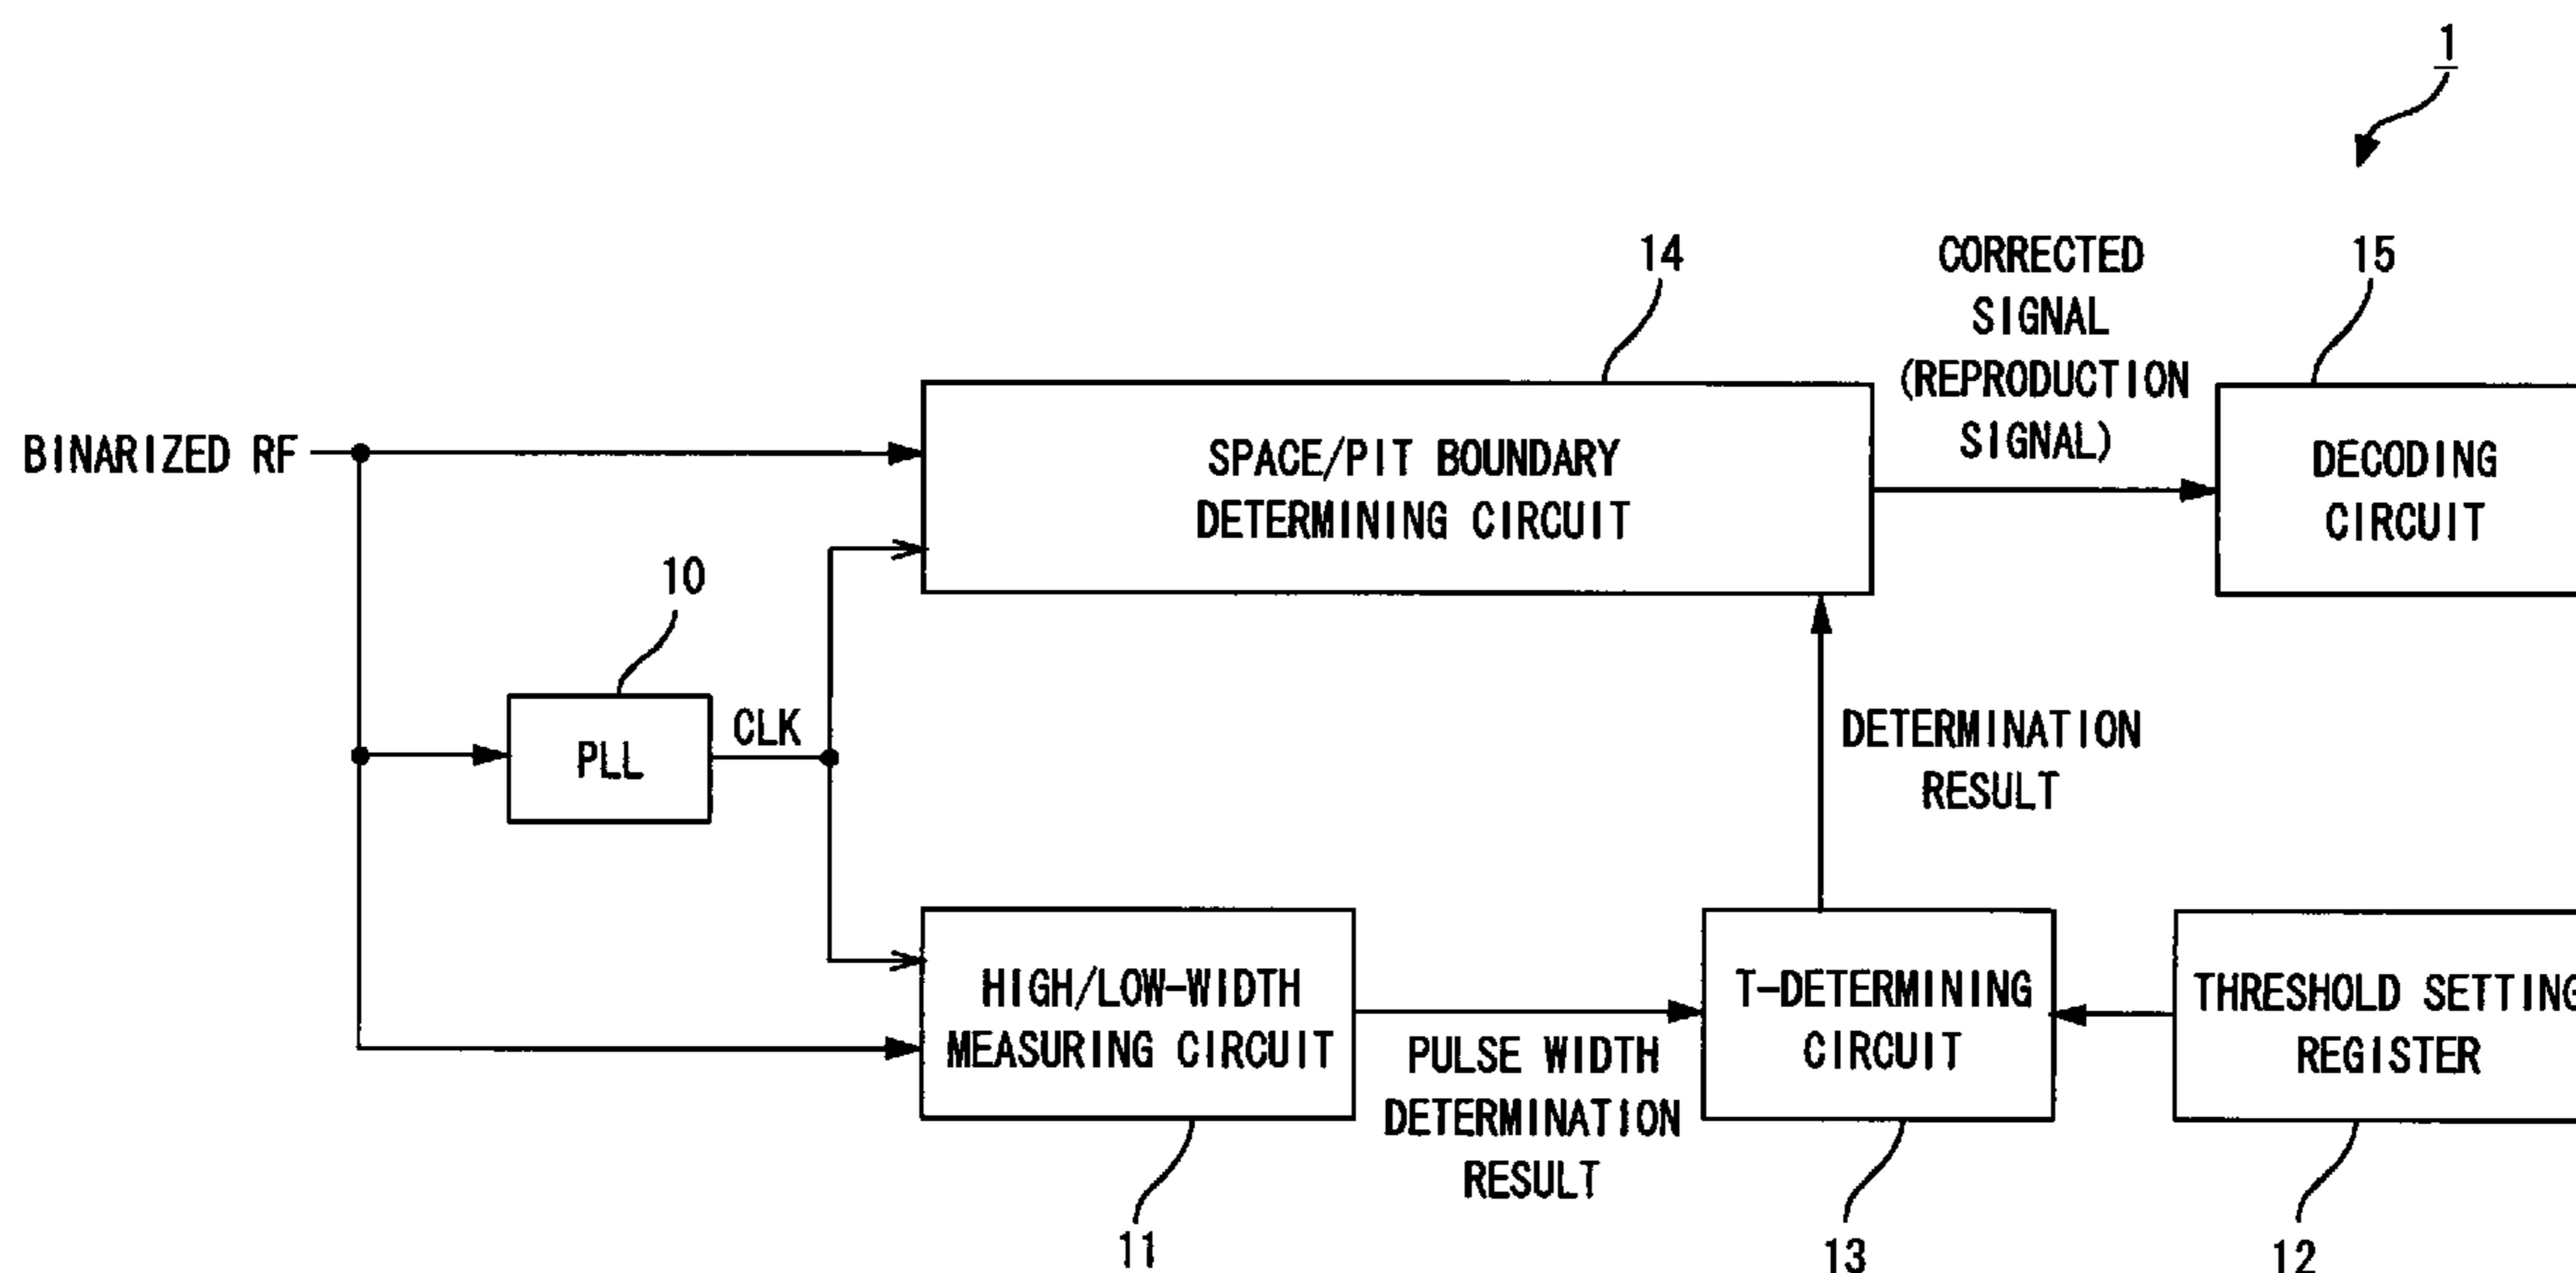 1
14
CORRECTED
SIGNAL
(REPRODUCTION
SIGNAL)
15
BINARIZED RF
SPACE/PIT BOUNDARY
DETERMINING CIRCUIT
DECODING
CIRCUIT
10
PLL
CLK
DETERMINATION
RESULT
HIGH/LOW-WIDTH
MEASURING CIRCUIT
PULSE WIDTH
DETERMINATION
RESULT
T-DETERMINING
CIRCUIT
THRESHOLD SETTING
REGISTER
11
13
12